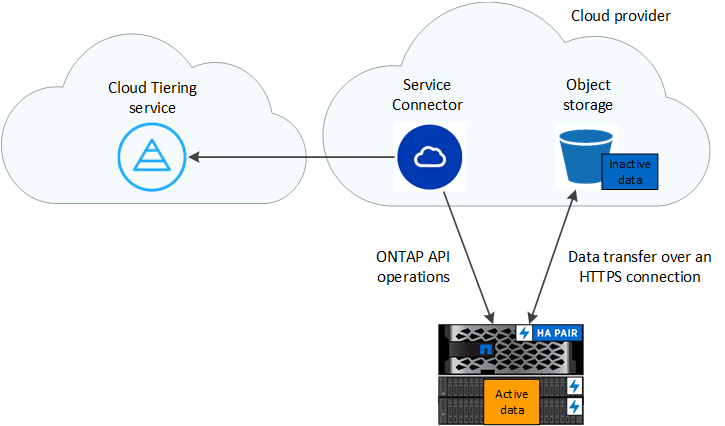 Cloud provider
Cloud Tiering
service
Service
Connector
Object
storage
Inactive
data
ONTAP API
operations
Data transfer over an
HTTPS connection
HA PAIR
Active
data